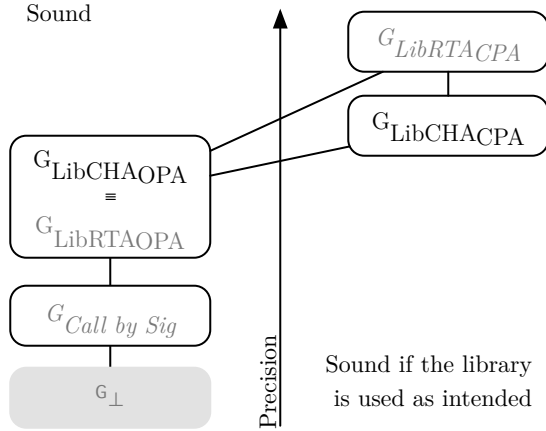 Sound
G_LibRTA_CPA
G_LibCHA_CPA
G_LibCHA_OPA
≡
G_LibRTA_OPA
G_Call by Sig
G_⊥
Precision
Sound if the library
is used as intended